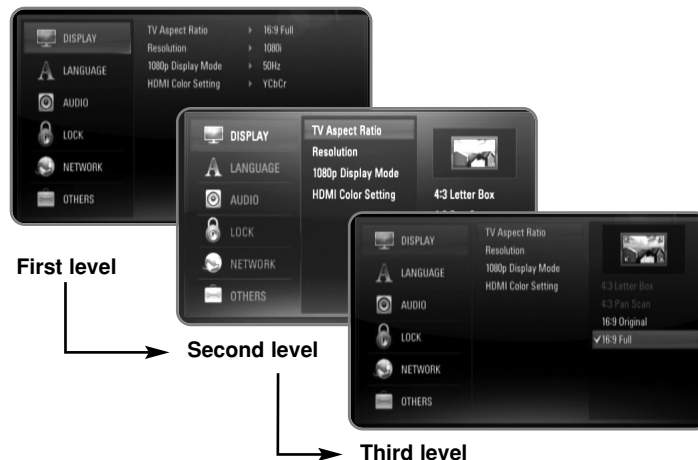 DISPLAY
LANGUAGE
AUDIO
LOCK
NETWORK
OTHERS
TV Aspect Ratio 16:9 Full
Resolution 1080i
1080p Display Mode 50Hz
HDMI Color Setting YCbCr
First level
DISPLAY
LANGUAGE
AUDIO
LOCK
NETWORK
OTHERS
TV Aspect Ratio
Resolution
1080p Display Mode
HDMI Color Setting
4:3 Letter Box
Second level
DISPLAY
LANGUAGE
AUDIO
LOCK
NETWORK
OTHERS
TV Aspect Ratio
Resolution
1080p Display Mode
HDMI Color Setting
4:3 Letter Box
4:3 Pan Scan
16:9 Original
✓16:9 Full
Third level